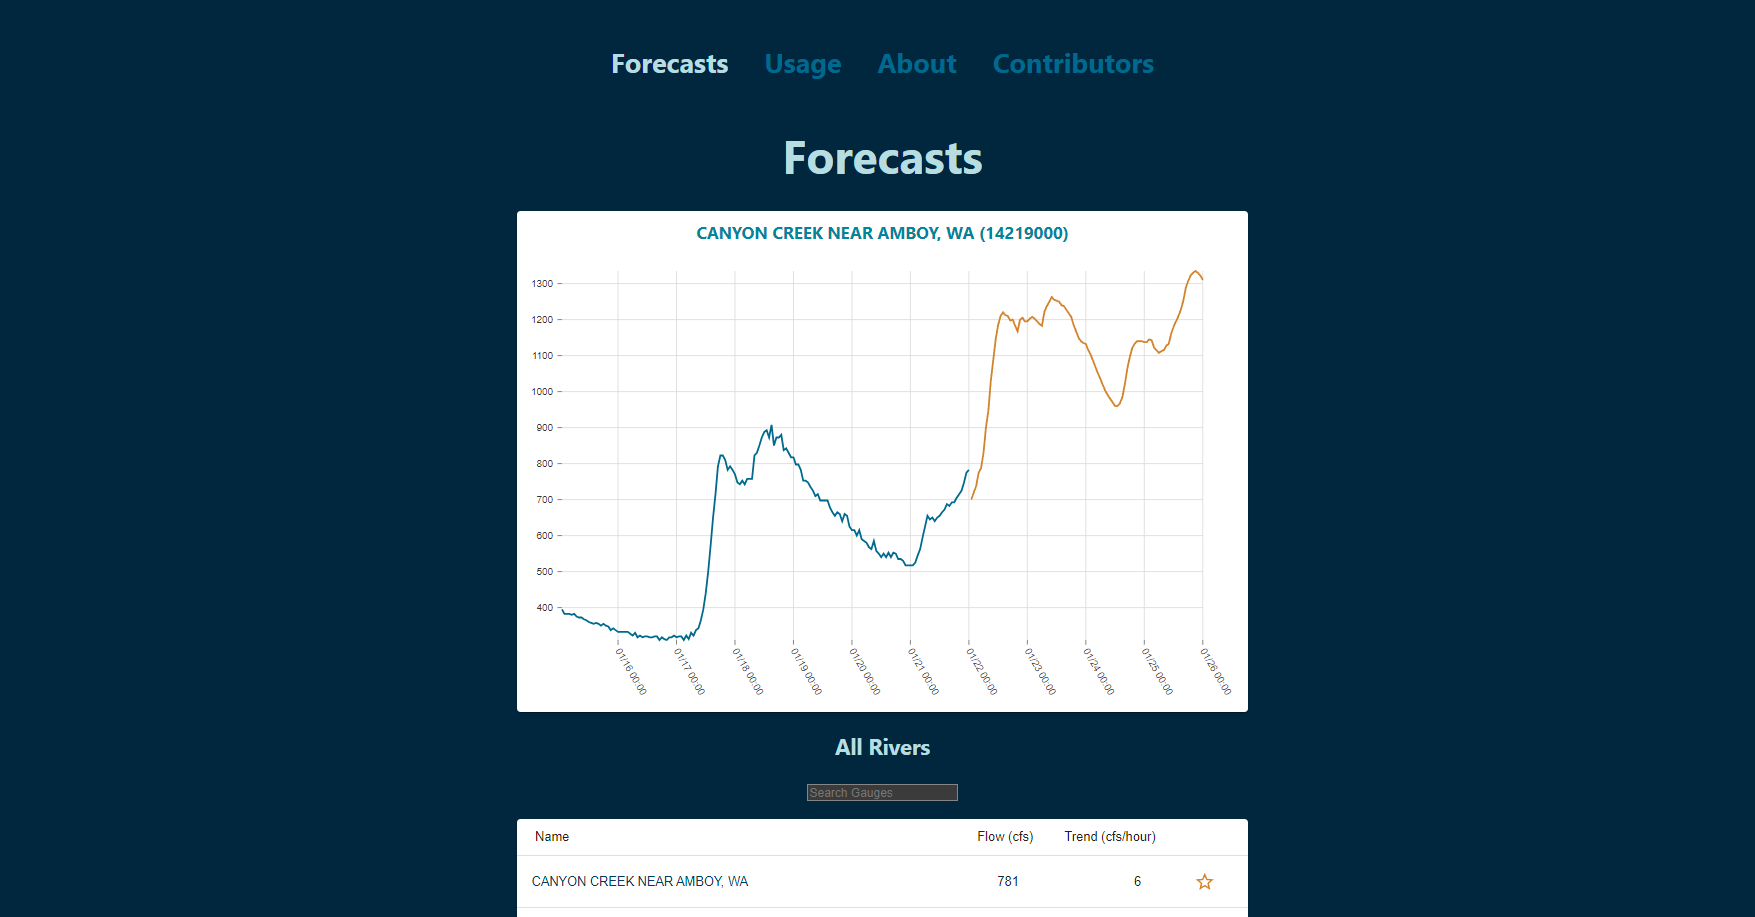 Forecasts Usage About Contributors
Forecasts
CANYON CREEK NEAR AMBOY, WA (14219000)
1300
1200
1100
1000
900
800
700
600
500
400
01/16 00:00 01/17 00:00 01/18 00:00 01/19 00:00 01/20 00:00 01/21 00:00 01/22 00:00 01/23 00:00 01/24 00:00 01/25 00:00 01/26 00:00
All Rivers
Search Gauges
Name Flow (cfs) Trend (cfs/hour)
CANYON CREEK NEAR AMBOY, WA 781 6